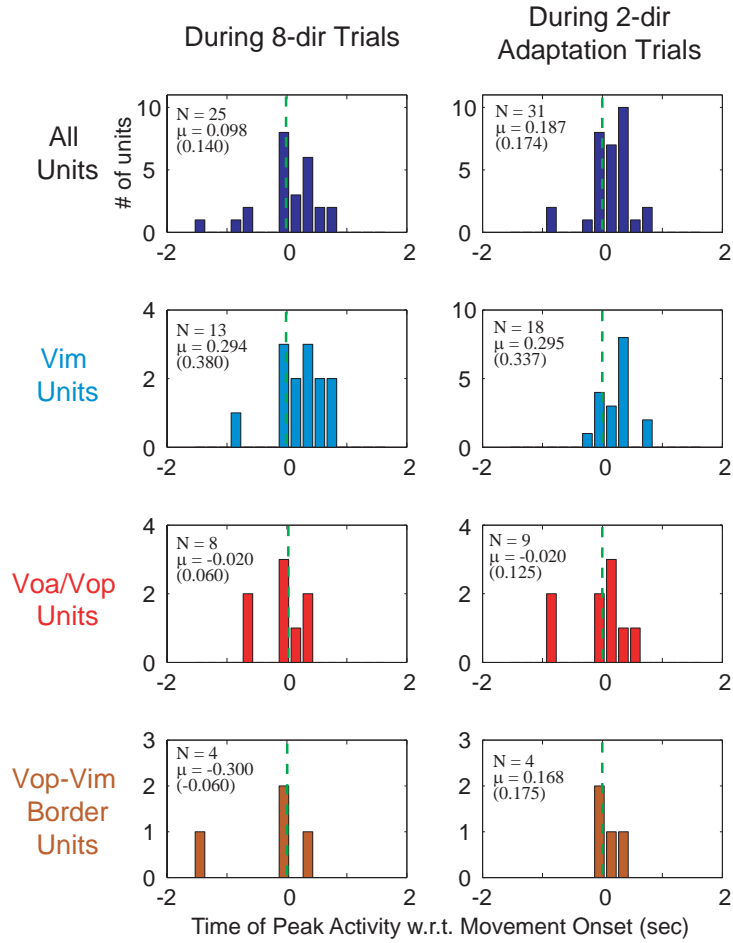 During 8-dir Trials
During 2-dir
Adaptation Trials
All
Units
# of units
10
5
0
-2
0
2
N = 25
μ = 0.098
(0.140)
10
5
0
-2
0
2
N = 31
μ = 0.187
(0.174)
Vim
Units
4
2
0
-2
0
2
N = 13
μ = 0.294
(0.380)
10
5
0
-2
0
2
N = 18
μ = 0.295
(0.337)
Voa/Vop
Units
4
2
0
-2
0
2
N = 8
μ = -0.020
(0.060)
4
2
0
-2
0
2
N = 9
μ = -0.020
(0.125)
Vop-Vim
Border
Units
3
2
1
0
-2
0
2
N = 4
μ = -0.300
(-0.060)
3
2
1
0
-2
0
2
N = 4
μ = 0.168
(0.175)
Time of Peak Activity w.r.t. Movement Onset (sec)